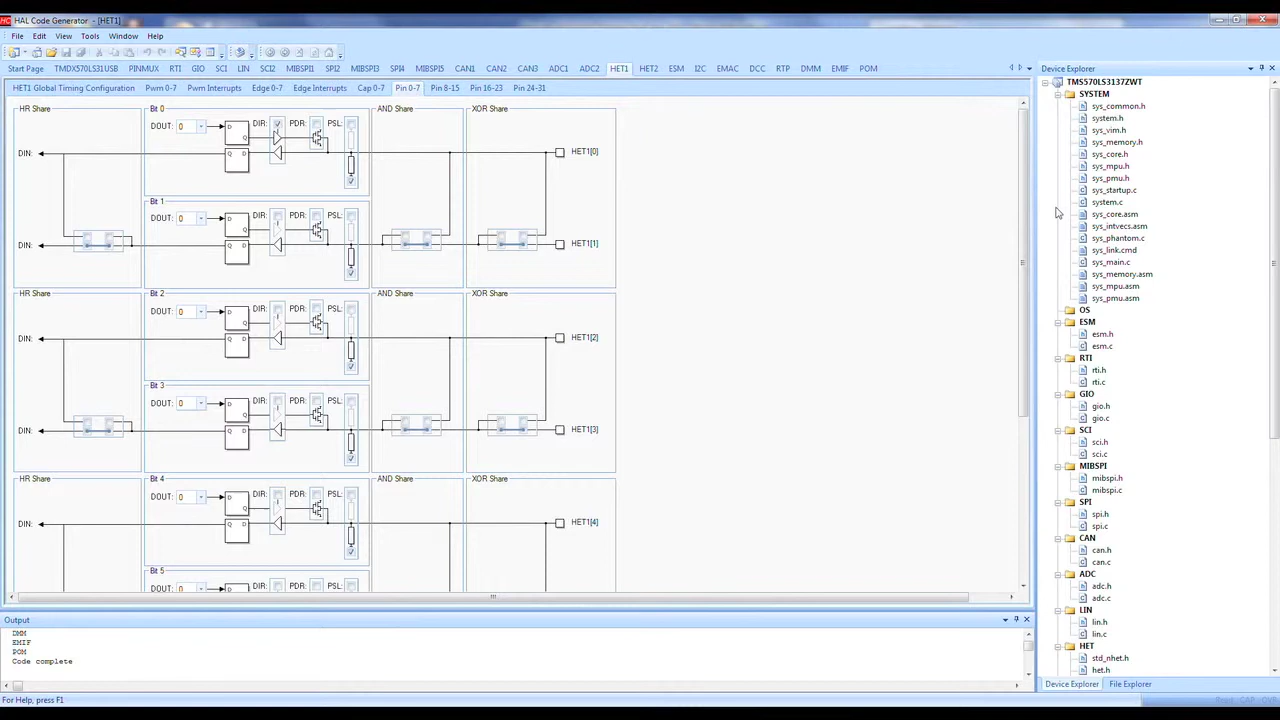 HAL Code Generator - [HET1]
File Edit View Tools Window Help
Start Page TMDX570LS31USB PINMUX RTI GIO SCI LIN SCI2 MIBSPI1 SPI2 MIBSPI3 SPI4 MIBSPI5 CAN1 CAN2 CAN3 ADC1 ADC2 HET1 HET2 ESM I2C EMAC DCC RTP DMM EMIF POM
HET1 Global Timing Configuration Pwm 0-7 Pwm Interrupts Edge 0-7 Edge Interrupts Cap 0-7 Pin 0-7 Pin 8-15 Pin 16-23 Pin 24-31
HR Share Bit 0 AND Share XOR Share
DOUT: 0 D Q DIR: PDR: PSL:
DIN: Q D HET1[0]
Bit 1
DOUT: 0 D Q DIR: PDR: PSL:
DIN: Q D HET1[1]
HR Share Bit 2 AND Share XOR Share
DOUT: 0 D Q DIR: PDR: PSL:
DIN: Q D HET1[2]
Bit 3
DOUT: 0 D Q DIR: PDR: PSL:
DIN: Q D HET1[3]
HR Share Bit 4 AND Share XOR Share
DOUT: 0 D Q DIR: PDR: PSL:
DIN: Q D HET1[4]
Bit 5
DOUT: 0 D DIR: PDR: PSL:
Output
DMM
EMIF
POM
Code complete
For Help, press F1
Device Explorer
TMS570LS3137ZWT
SYSTEM
sys_common.h
system.h
sys_vim.h
sys_memory.h
sys_core.h
sys_mpu.h
sys_pmu.h
sys_startup.c
system.c
sys_core.asm
sys_intvecs.asm
sys_phantom.c
sys_link.cmd
sys_main.c
sys_memory.asm
sys_mpu.asm
sys_pmu.asm
OS
ESM
esm.h
esm.c
RTI
rti.h
rti.c
GIO
gio.h
gio.c
SCI
sci.h
sci.c
MIBSPI
mibspi.h
mibspi.c
SPI
spi.h
spi.c
CAN
can.h
can.c
ADC
adc.h
adc.c
LIN
lin.h
lin.c
HET
std_nhet.h
het.h
Device Explorer File Explorer